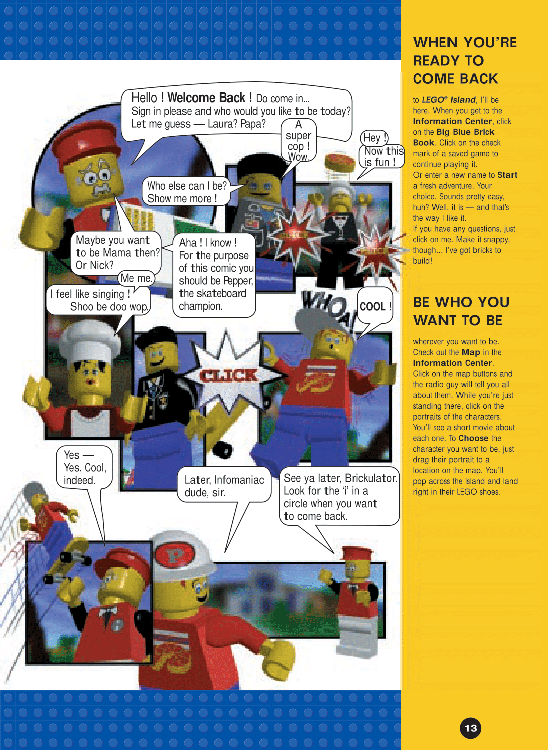 Hello ! Welcome Back ! Do come in...
Sign in please and who would you like to be today?
Let me guess — Laura? Papa?
A
super
cop !
Wow.
Hey !
Now this
is fun !
Who else can I be?
Show me more !
Maybe you want
to be Mama then?
Or Nick?
Me me.
Aha ! I know !
For the purpose
of this comic you
should be Pepper,
the skateboard
champion.
I feel like singing !
Shoo be doo wop.
CLICK
CLICK
WHOA!
COOL !
CLICK
Yes —
Yes. Cool,
indeed.
Later, Infomaniac
dude, sir.
See ya later, Brickulator.
Look for the 'i' in a
circle when you want
to come back.
P
WHEN YOU'RE
READY TO
COME BACK
to LEGO® Island, I'll be
here. When you get to the
Information Center, click
on the Big Blue Brick
Book. Click on the check
mark of a saved game to
continue playing it.
Or enter a new name to Start
a fresh adventure. Your
choice. Sounds pretty easy,
huh? Well, it is — and that's
the way I like it.
If you have any questions, just
click on me. Make it snappy,
though... I've got bricks to
build!
BE WHO YOU
WANT TO BE
wherever you want to be.
Check out the Map in the
Information Center.
Click on the map buttons and
the radio guy will tell you all
about them. While you're just
standing there, click on the
portraits of the characters.
You'll see a short movie about
each one. To Choose the
character you want to be, just
drag their portrait to a
location on the map. You'll
pop across the Island and land
right in their LEGO shoes.
13